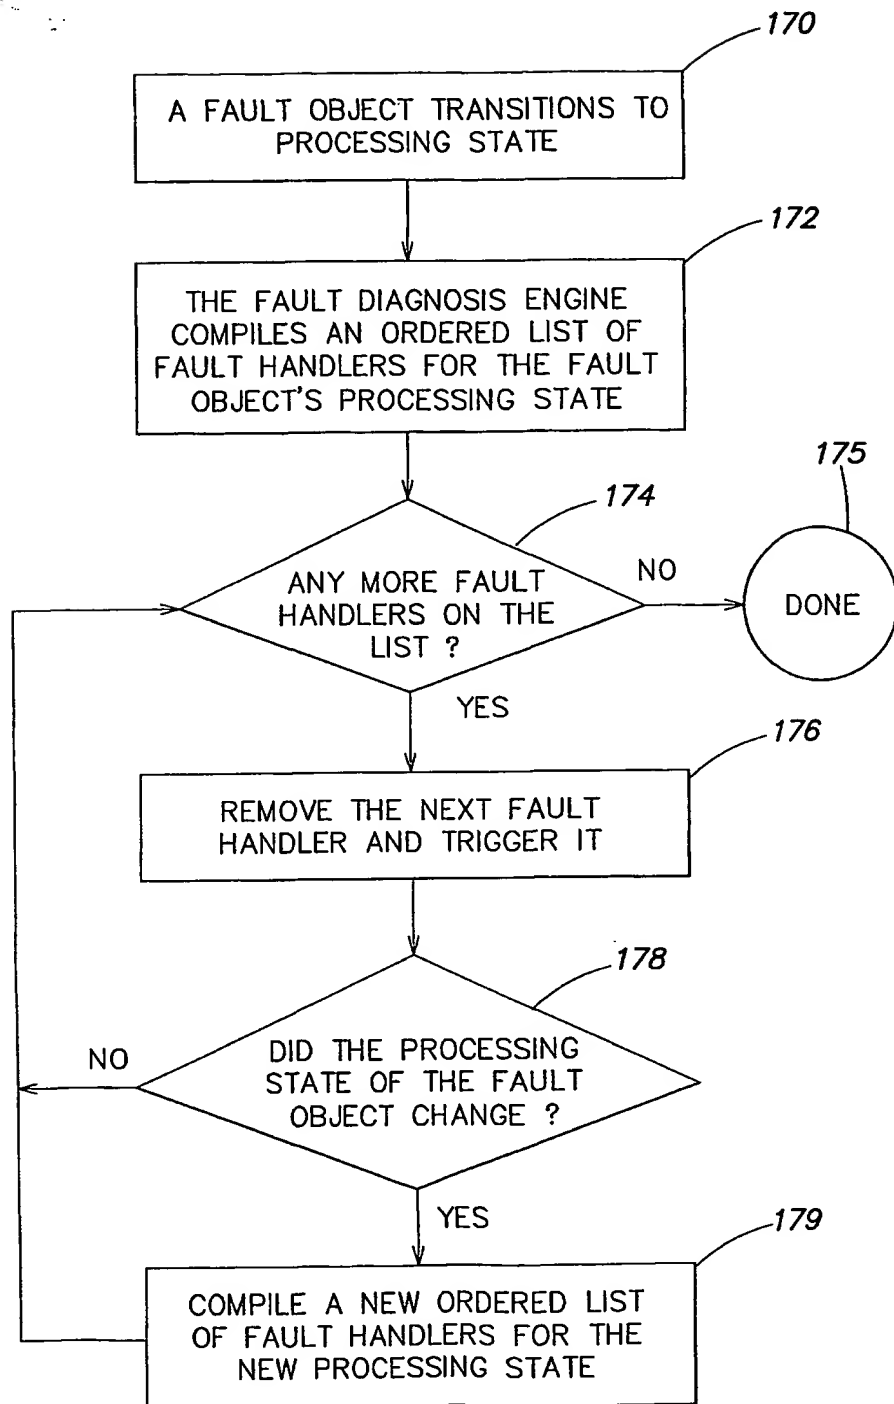 170
A FAULT OBJECT TRANSITIONS TO
PROCESSING STATE
172
THE FAULT DIAGNOSIS ENGINE
COMPILES AN ORDERED LIST OF
FAULT HANDLERS FOR THE FAULT
OBJECT'S PROCESSING STATE
174
175
ANY MORE FAULT
HANDLERS ON THE
LIST ?
NO
DONE
YES
176
REMOVE THE NEXT FAULT
HANDLER AND TRIGGER IT
178
NO
DID THE PROCESSING
STATE OF THE FAULT
OBJECT CHANGE ?
YES
179
COMPILE A NEW ORDERED LIST
OF FAULT HANDLERS FOR THE
NEW PROCESSING STATE